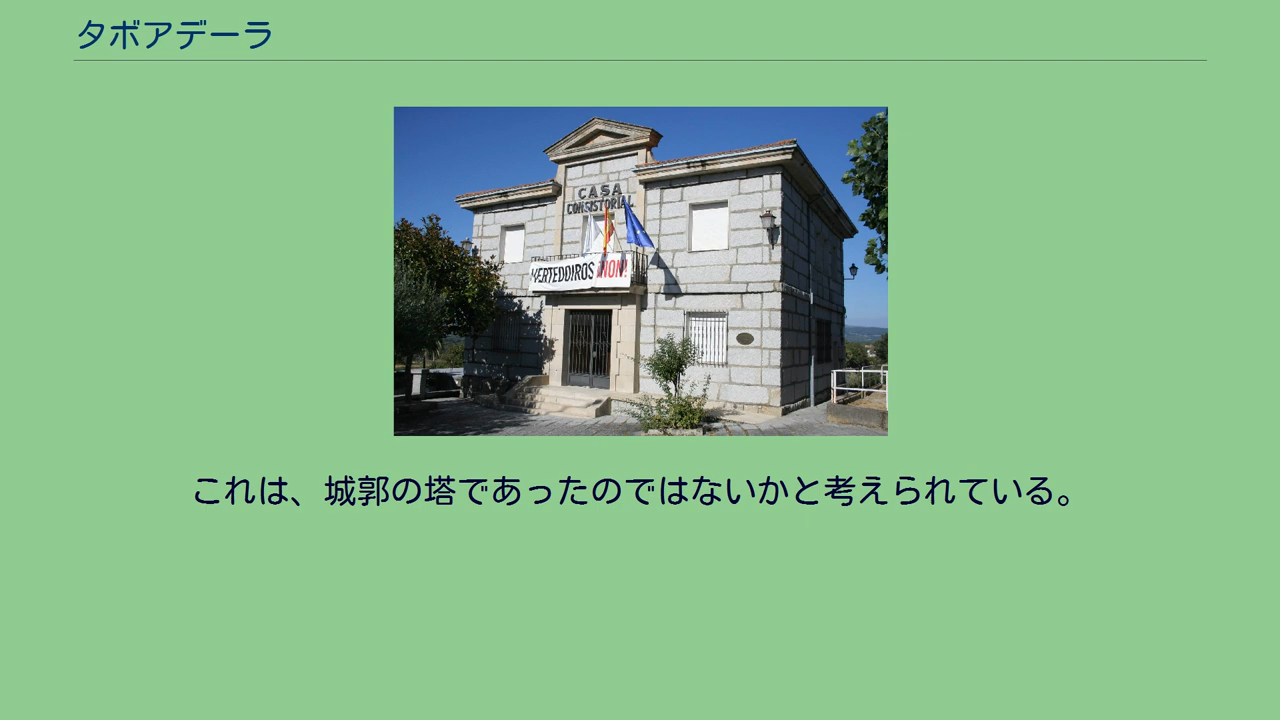 タボアデーラ
CASA
CONSISTORIAL
VERTEDOIROS ¡NON!
これは、城郭の塔であったのではないかと考えられている。